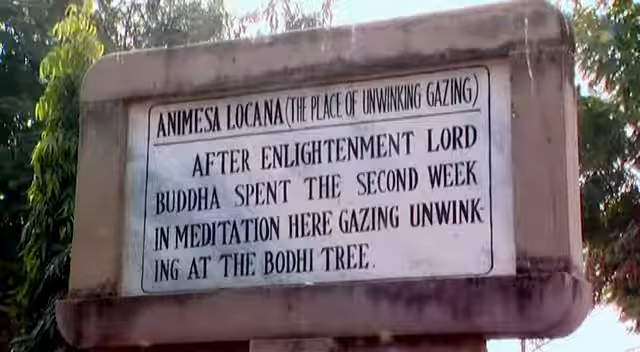 ANIMESA LOCANA (THE PLACE OF UNWINKING GAZING)
AFTER ENLIGHTENMENT LORD
BUDDHA SPENT THE SECOND WEEK
IN MEDITATION HERE GAZING UNWINK-
ING AT THE BODHI TREE.